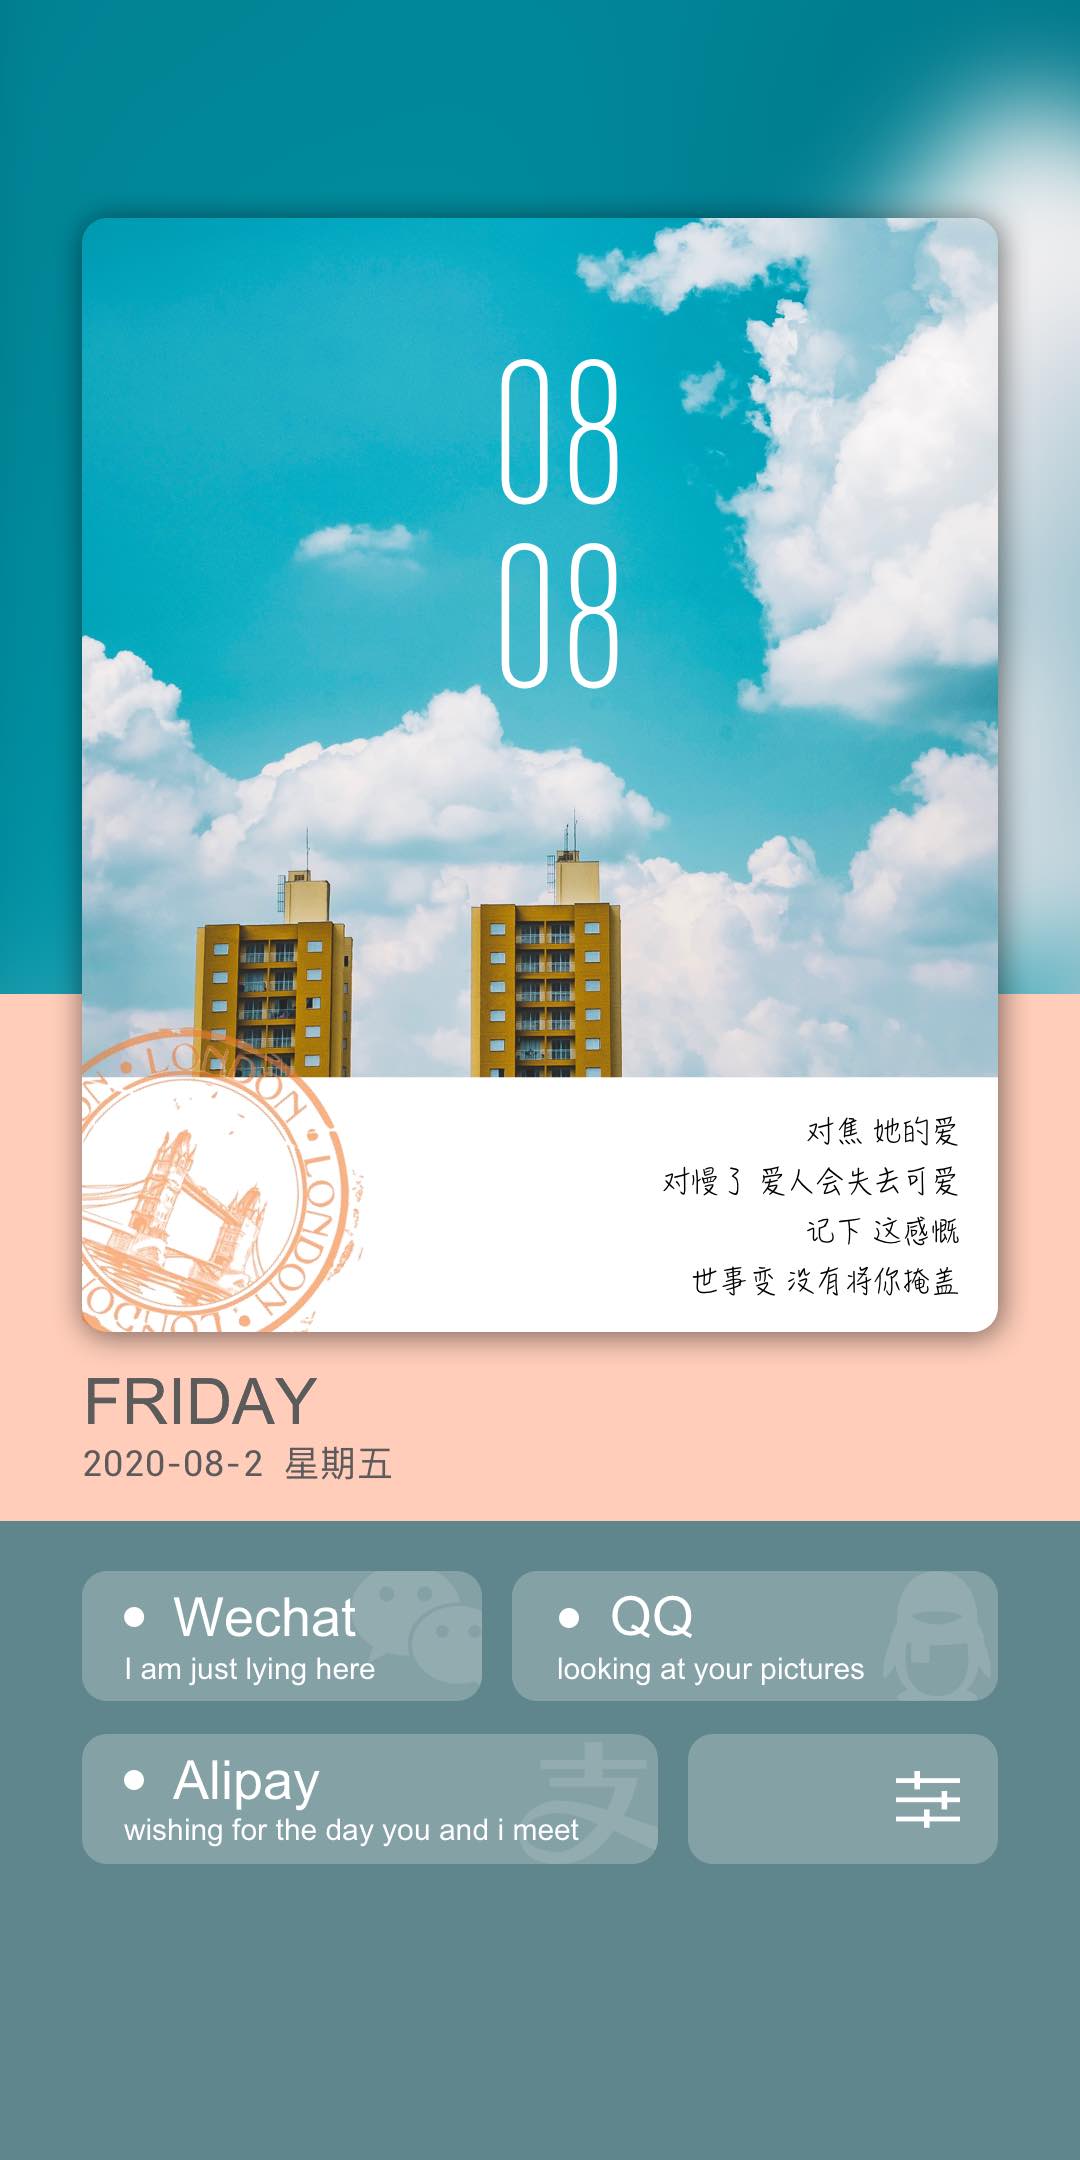 08
08
LONDON • LONDON • LONDON
对焦 她的爱
对慢了 爱人会失去可爱
记下 这感慨
世事变 没有将你掩盖
FRIDAY
2020-08-2 星期五
• Wechat
I am just lying here
• QQ
looking at your pictures
• Alipay
wishing for the day you and i meet
支